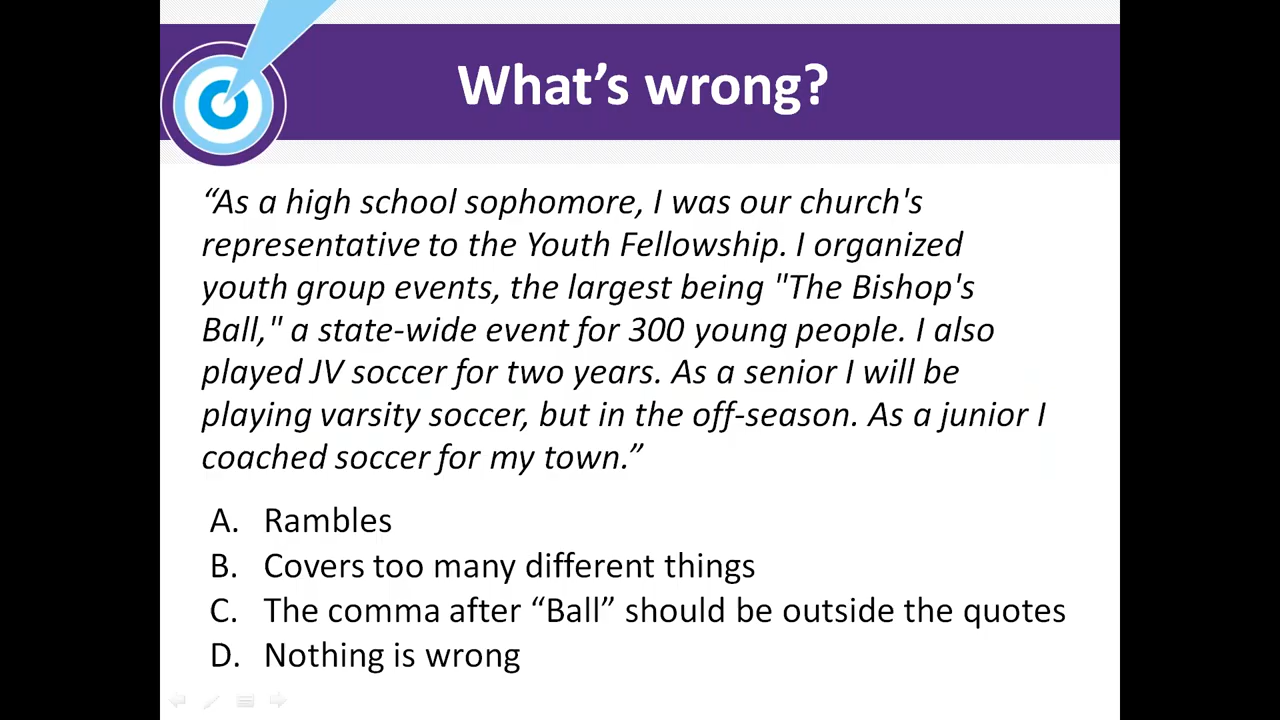 What’s wrong?
“As a high school sophomore, I was our church's
representative to the Youth Fellowship. I organized
youth group events, the largest being "The Bishop's
Ball," a state-wide event for 300 young people. I also
played JV soccer for two years. As a senior I will be
playing varsity soccer, but in the off-season. As a junior I
coached soccer for my town.”
A. Rambles
B. Covers too many different things
C. The comma after “Ball” should be outside the quotes
D. Nothing is wrong